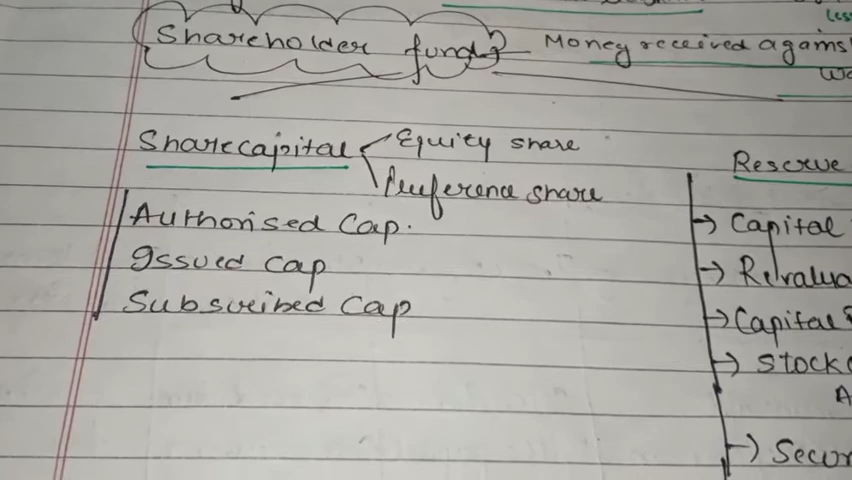 Shareholder funds
Money received agains
Share capital
Equity share
Preference share
Authorised Cap.
Issued Cap
Subscribed Cap
Reserve
→ Capital
→ Revalua
→ Capital
→ Stock
→ Secur